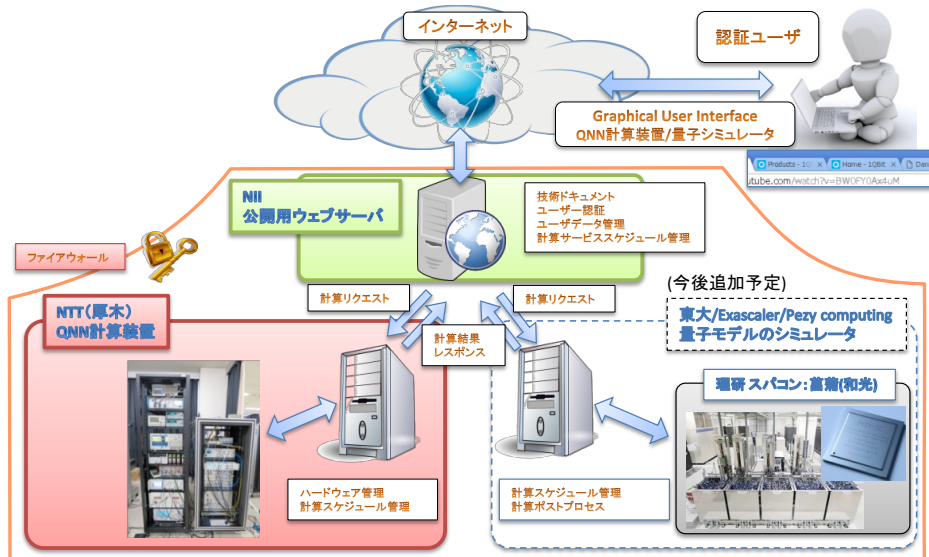 インターネット
認証ユーザ
Graphical User Interface
QNN計算装置/量子シミュレータ
Products - 1Q
Home - 1QBit
utube.com/watch?v=BW0FY0Ax4uM
NII
公開用ウェブサーバ
技術ドキュメント
ユーザー認証
ユーザデータ管理
計算サービススケジュール管理
ファイアウォール
(今後追加予定)
計算リクエスト
計算リクエスト
NTT(厚木)
QNN計算装置
東大/Exascaler/Pezy computing
量子モデルのシミュレータ
計算結果
レスポンス
理研 スパコン:菖蒲(和光)
ハードウェア管理
計算スケジュール管理
計算スケジュール管理
計算ポストプロセス